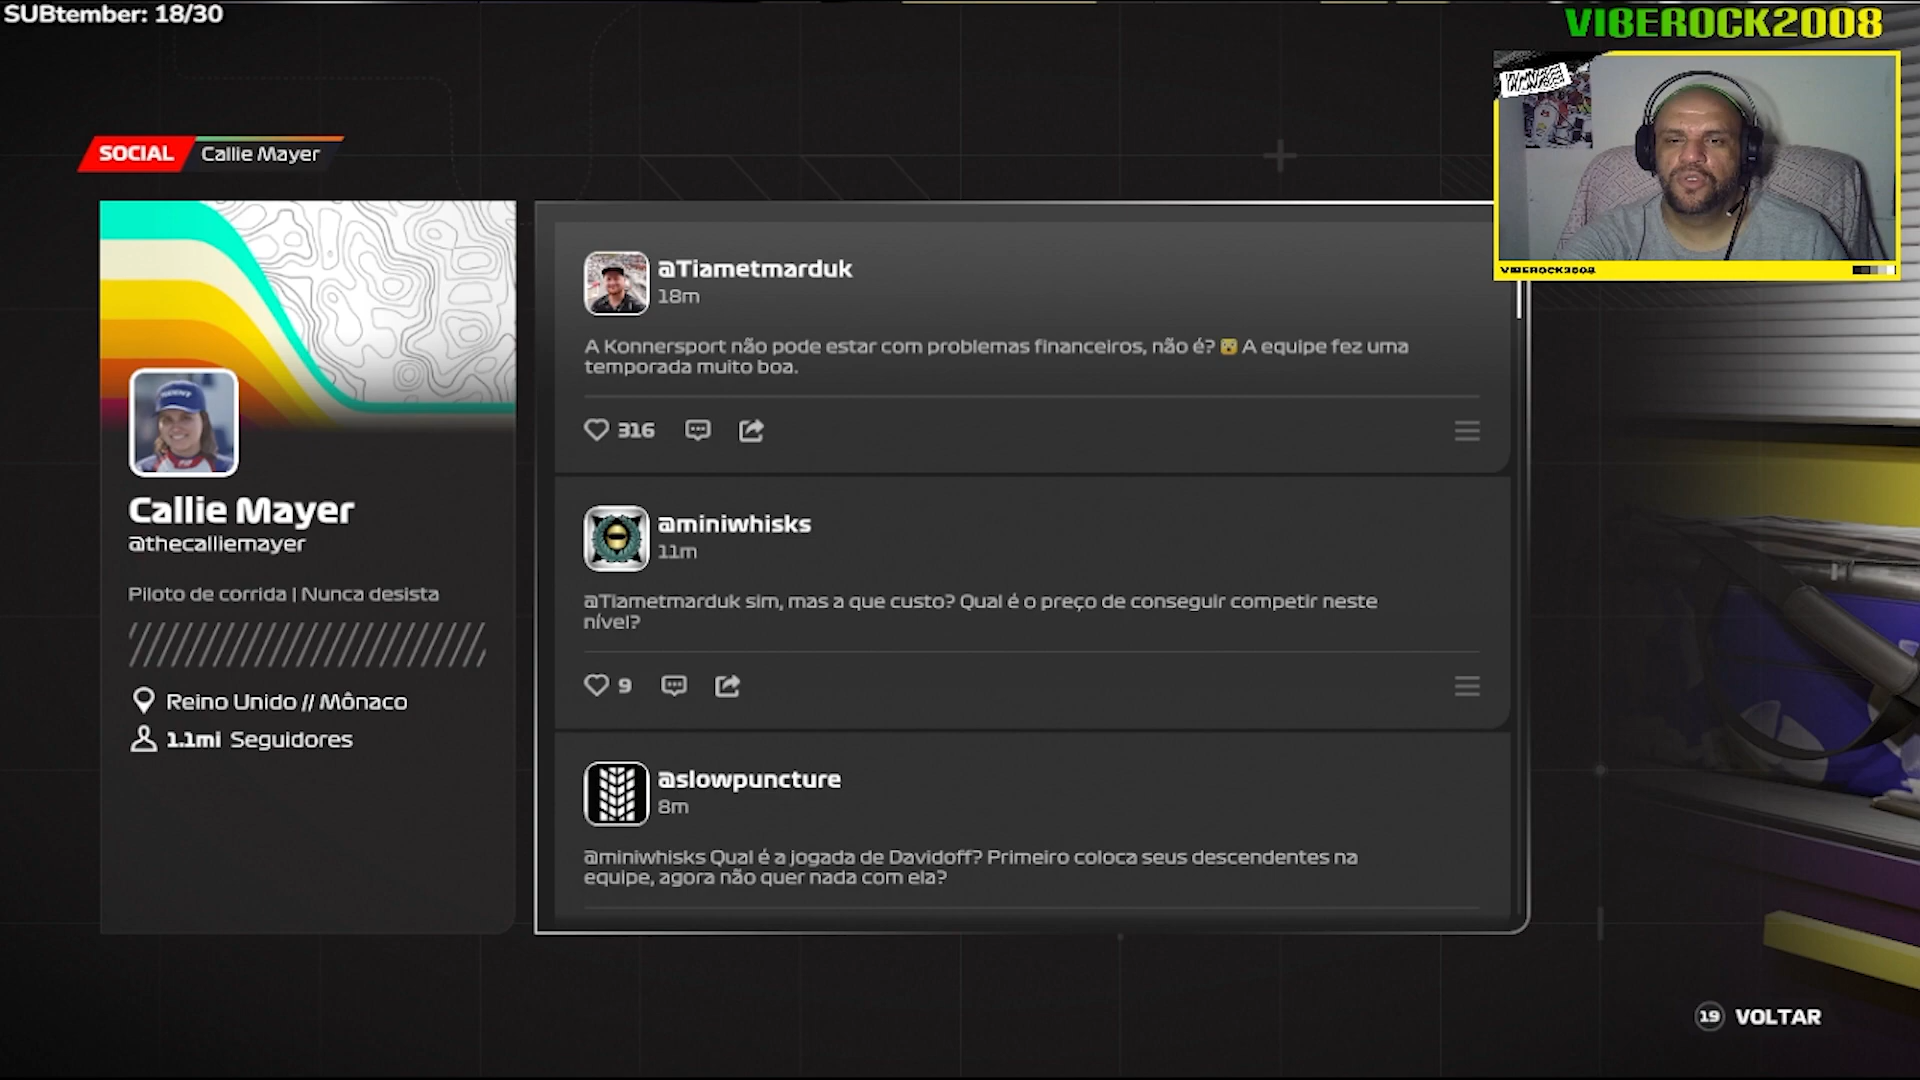 SUBtember: 18/30
VIBEROCK2008
VIBEROCK2008
SOCIAL Callie Mayer
Callie Mayer
@thecalliemayer
Piloto de corrida | Nunca desista
Reino Unido // Mônaco
1.1mi Seguidores
@Tiametmarduk
18m
A Konnersport não pode estar com problemas financeiros, não é? 😨 A equipe fez uma
temporada muito boa.
316
@miniwhisks
11m
@Tiametmarduk sim, mas a que custo? Qual é o preço de conseguir competir neste
nível?
9
@slowpuncture
8m
@miniwhisks Qual é a jogada de Davidoff? Primeiro coloca seus descendentes na
equipe, agora não quer nada com ela?
19 VOLTAR